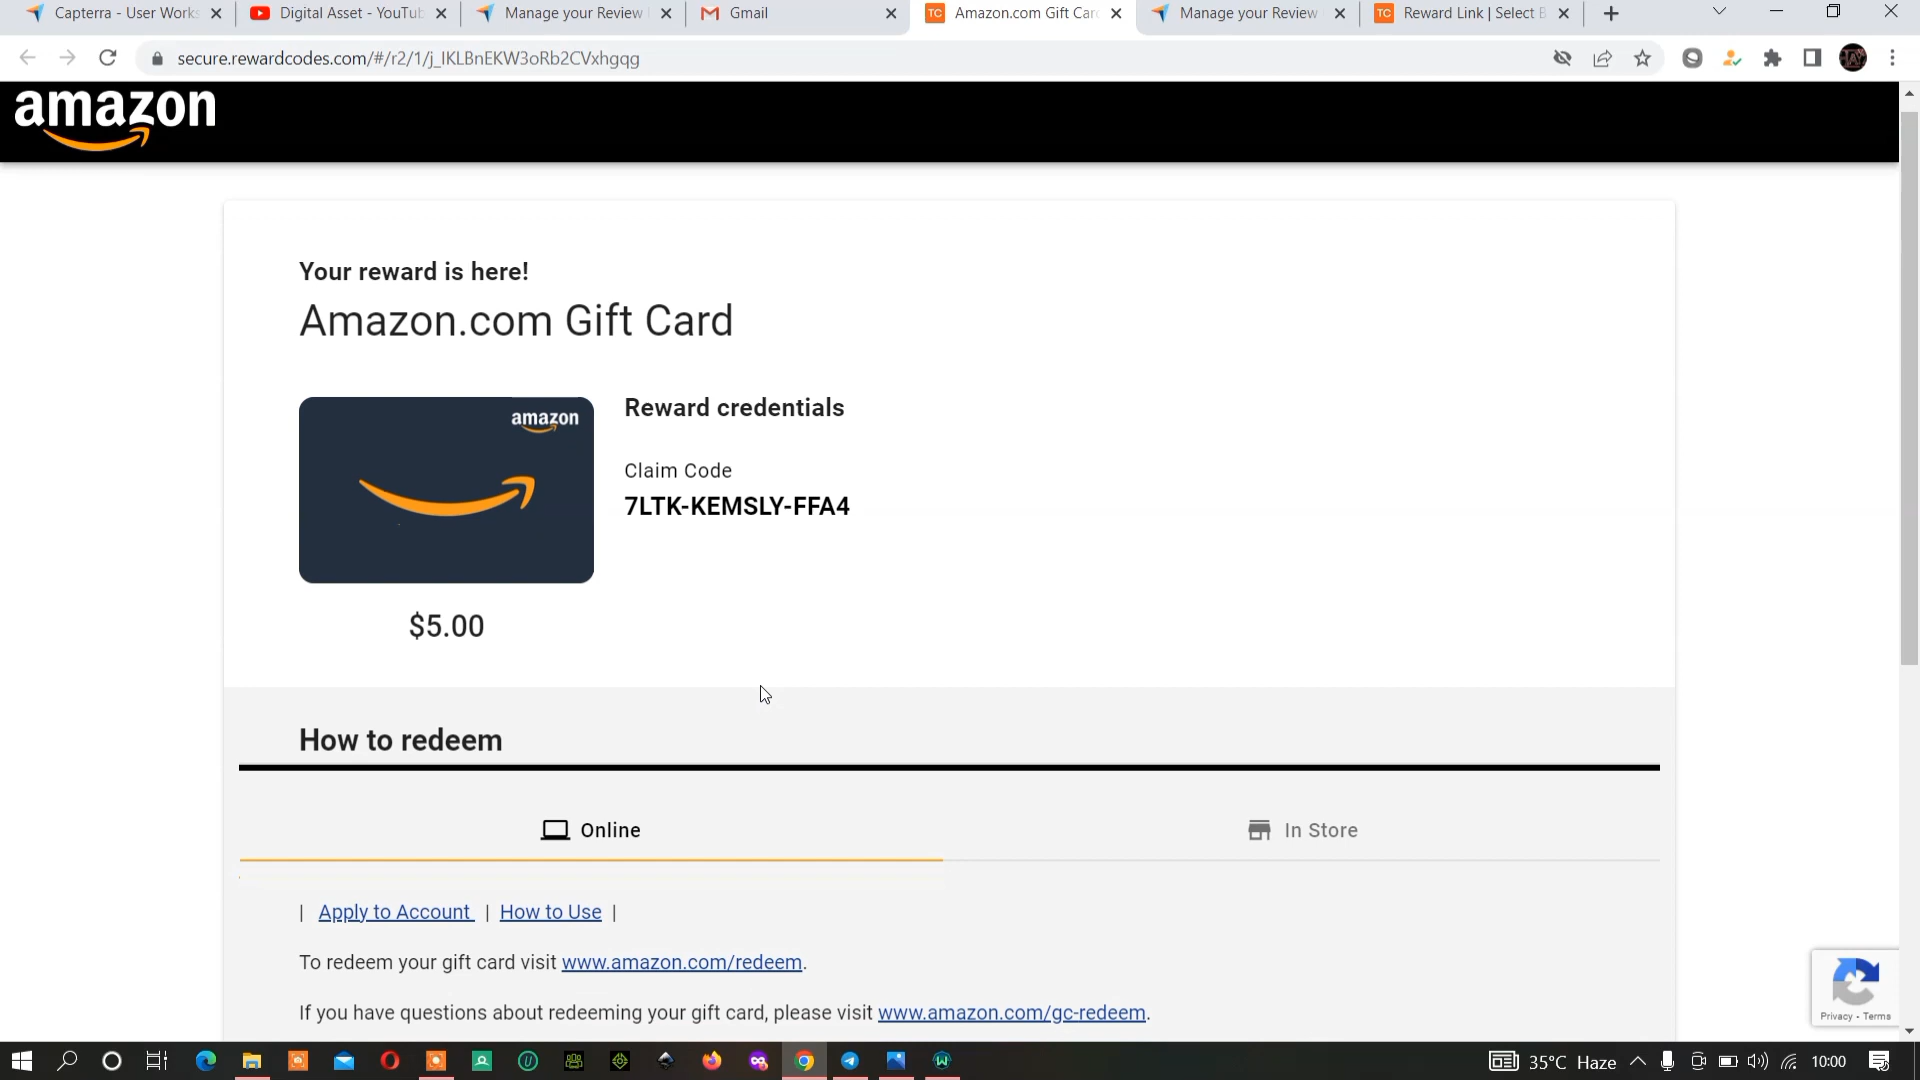 Capterra - User Works
Digital Asset - YouTub
Manage your Review
Gmail
Amazon.com Gift Car
Manage your Review
TC
Reward Link | Select B
secure.rewardcodes.com/#/r2/1/j_IKLBnEKW3oRb2CVxhgqg
amazon
Your reward is here!
Amazon.com Gift Card
amazon
Reward credentials
Claim Code
7LTK-KEMSLY-FFA4
$5.00
How to redeem
Online
In Store
| Apply to Account | How to Use |
To redeem your gift card visit www.amazon.com/redeem.
If you have questions about redeeming your gift card, please visit www.amazon.com/gc-redeem.
Privacy - Terms
35°C Haze
10:00